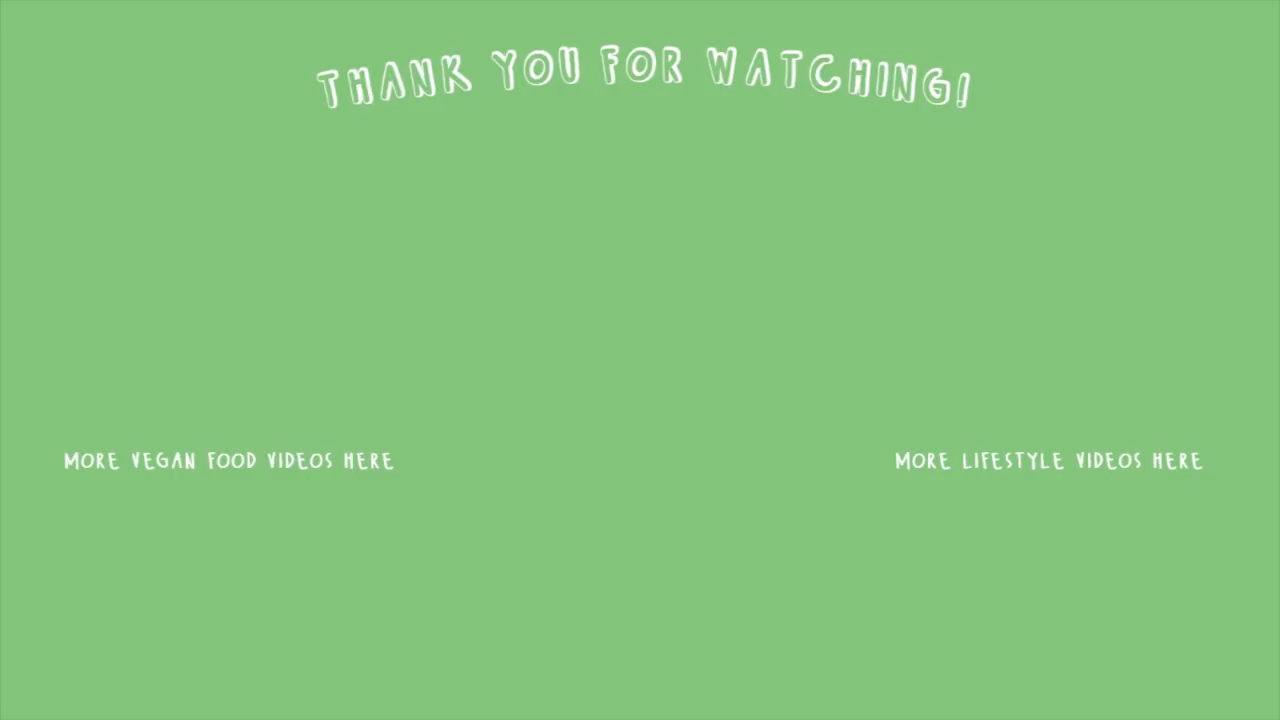 THANK YOU FOR WATCHING!
MORE VEGAN FOOD VIDEOS HERE
MORE LIFESTYLE VIDEOS HERE